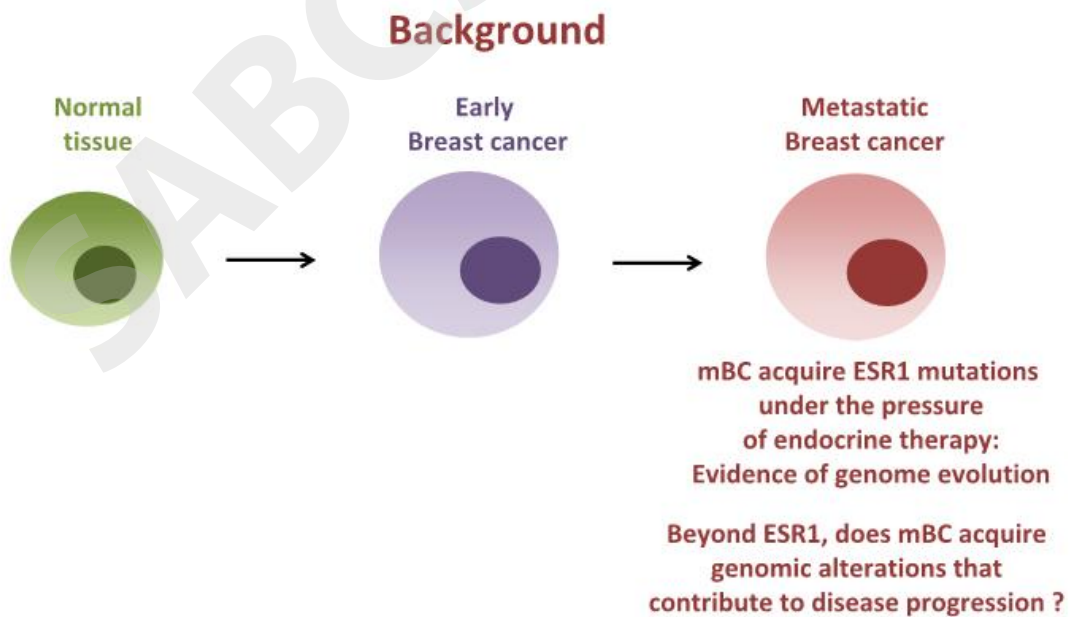 Background
Normal
tissue
Early
Breast cancer
Metastatic
Breast cancer
mBC acquire ESR1 mutations
under the pressure
of endocrine therapy:
Evidence of genome evolution
Beyond ESR1, does mBC acquire
genomic alterations that
contribute to disease progression ?